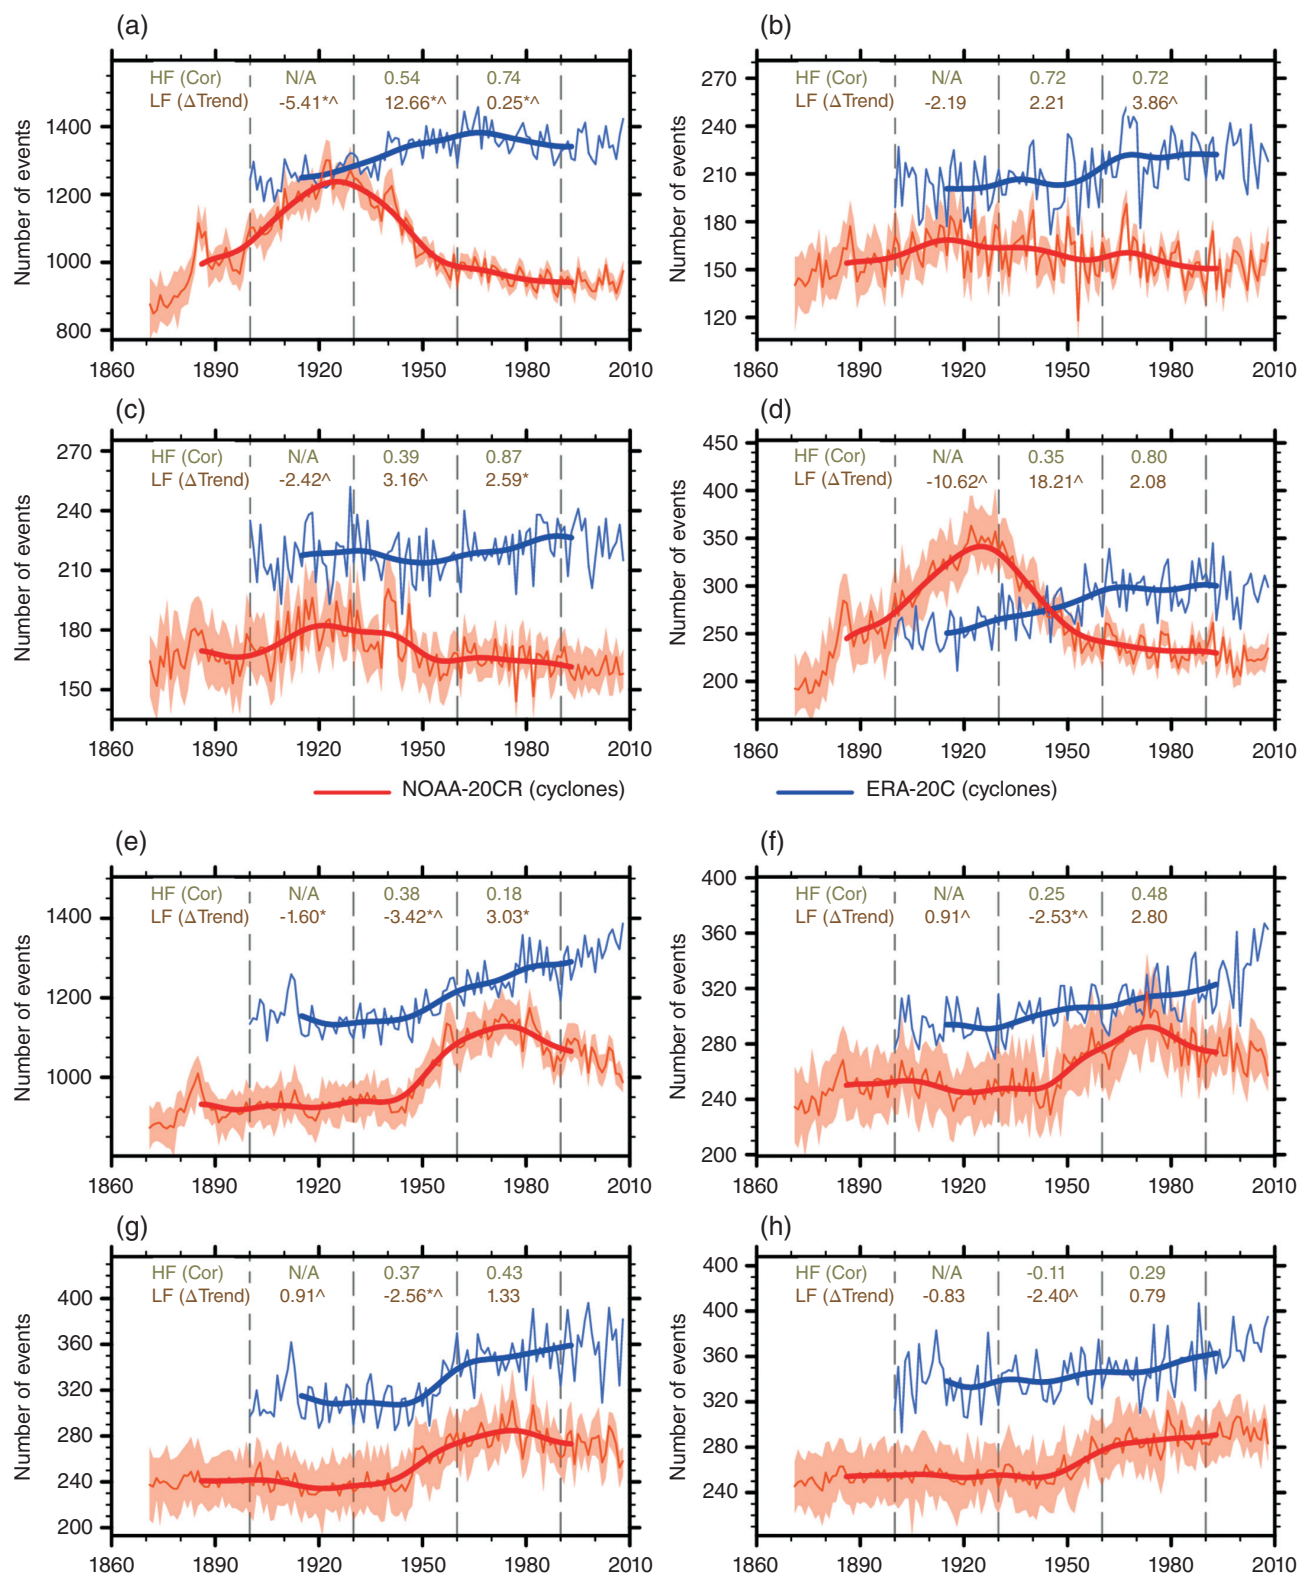 (a)
HF (Cor) N/A 0.54 0.74
LF (ΔTrend) -5.41*^ 12.66*^ 0.25*^
Number of events
1400
1200
1000
800
1860 1890 1920 1950 1980 2010
(b)
HF (Cor) N/A 0.72 0.72
LF (ΔTrend) -2.19 2.21 3.86^
Number of events
270
240
210
180
150
120
1860 1890 1920 1950 1980 2010
(c)
HF (Cor) N/A 0.39 0.87
LF (ΔTrend) -2.42^ 3.16^ 2.59*
Number of events
270
240
210
180
150
1860 1890 1920 1950 1980 2010
(d)
HF (Cor) N/A 0.35 0.80
LF (ΔTrend) -10.62^ 18.21^ 2.08
Number of events
450
400
350
300
250
200
1860 1890 1920 1950 1980 2010
NOAA-20CR (cyclones) ERA-20C (cyclones)
(e)
HF (Cor) N/A 0.38 0.18
LF (ΔTrend) -1.60* -3.42*^ 3.03*
Number of events
1400
1200
1000
1860 1890 1920 1950 1980 2010
(f)
HF (Cor) N/A 0.25 0.48
LF (ΔTrend) 0.91^ -2.53*^ 2.80
Number of events
400
360
320
280
240
200
1860 1890 1920 1950 1980 2010
(g)
HF (Cor) N/A 0.37 0.43
LF (ΔTrend) 0.91^ -2.56*^ 1.33
Number of events
400
360
320
280
240
200
1860 1890 1920 1950 1980 2010
(h)
HF (Cor) N/A -0.11 0.29
LF (ΔTrend) -0.83 -2.40^ 0.79
Number of events
400
400
360
320
280
240
1860 1890 1920 1950 1980 2010